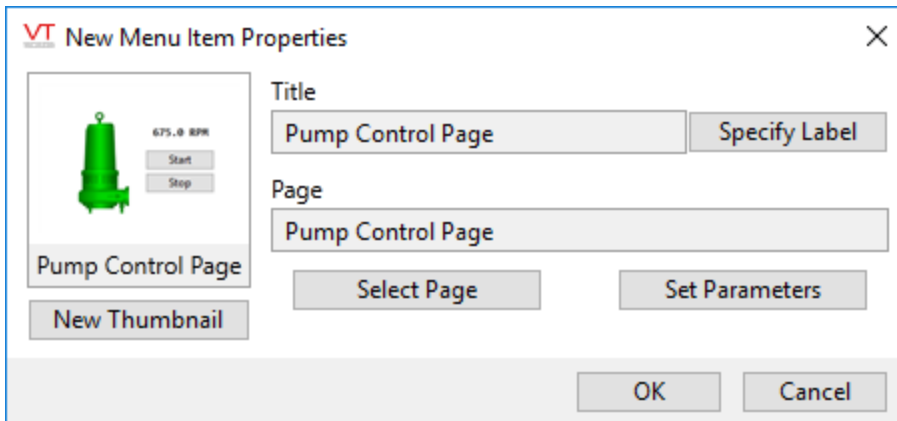 VT New Menu Item Properties
Title
Pump Control Page
Specify Label
675.0 RPM
Start
Stop
Page
Pump Control Page
Pump Control Page
Select Page
Set Parameters
New Thumbnail
OK
Cancel